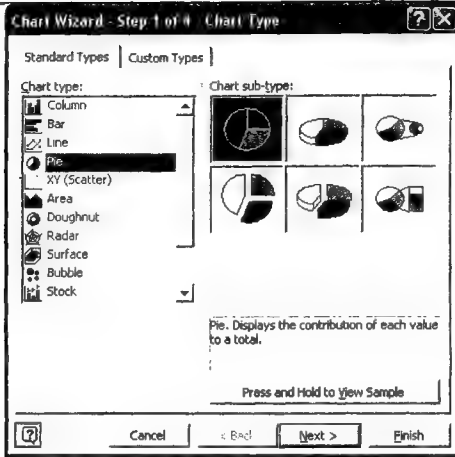 Chart Wizard - Step 1 of 4 - Chart Type
Standard Types Custom Types
Chart type:
Column
Bar
Line
Pie
XY (Scatter)
Area
Doughnut
Radar
Surface
Bubble
Stock
Chart sub-type:
Pie. Displays the contribution of each value
to a total.
Press and Hold to View Sample
Cancel < Back Next > Finish